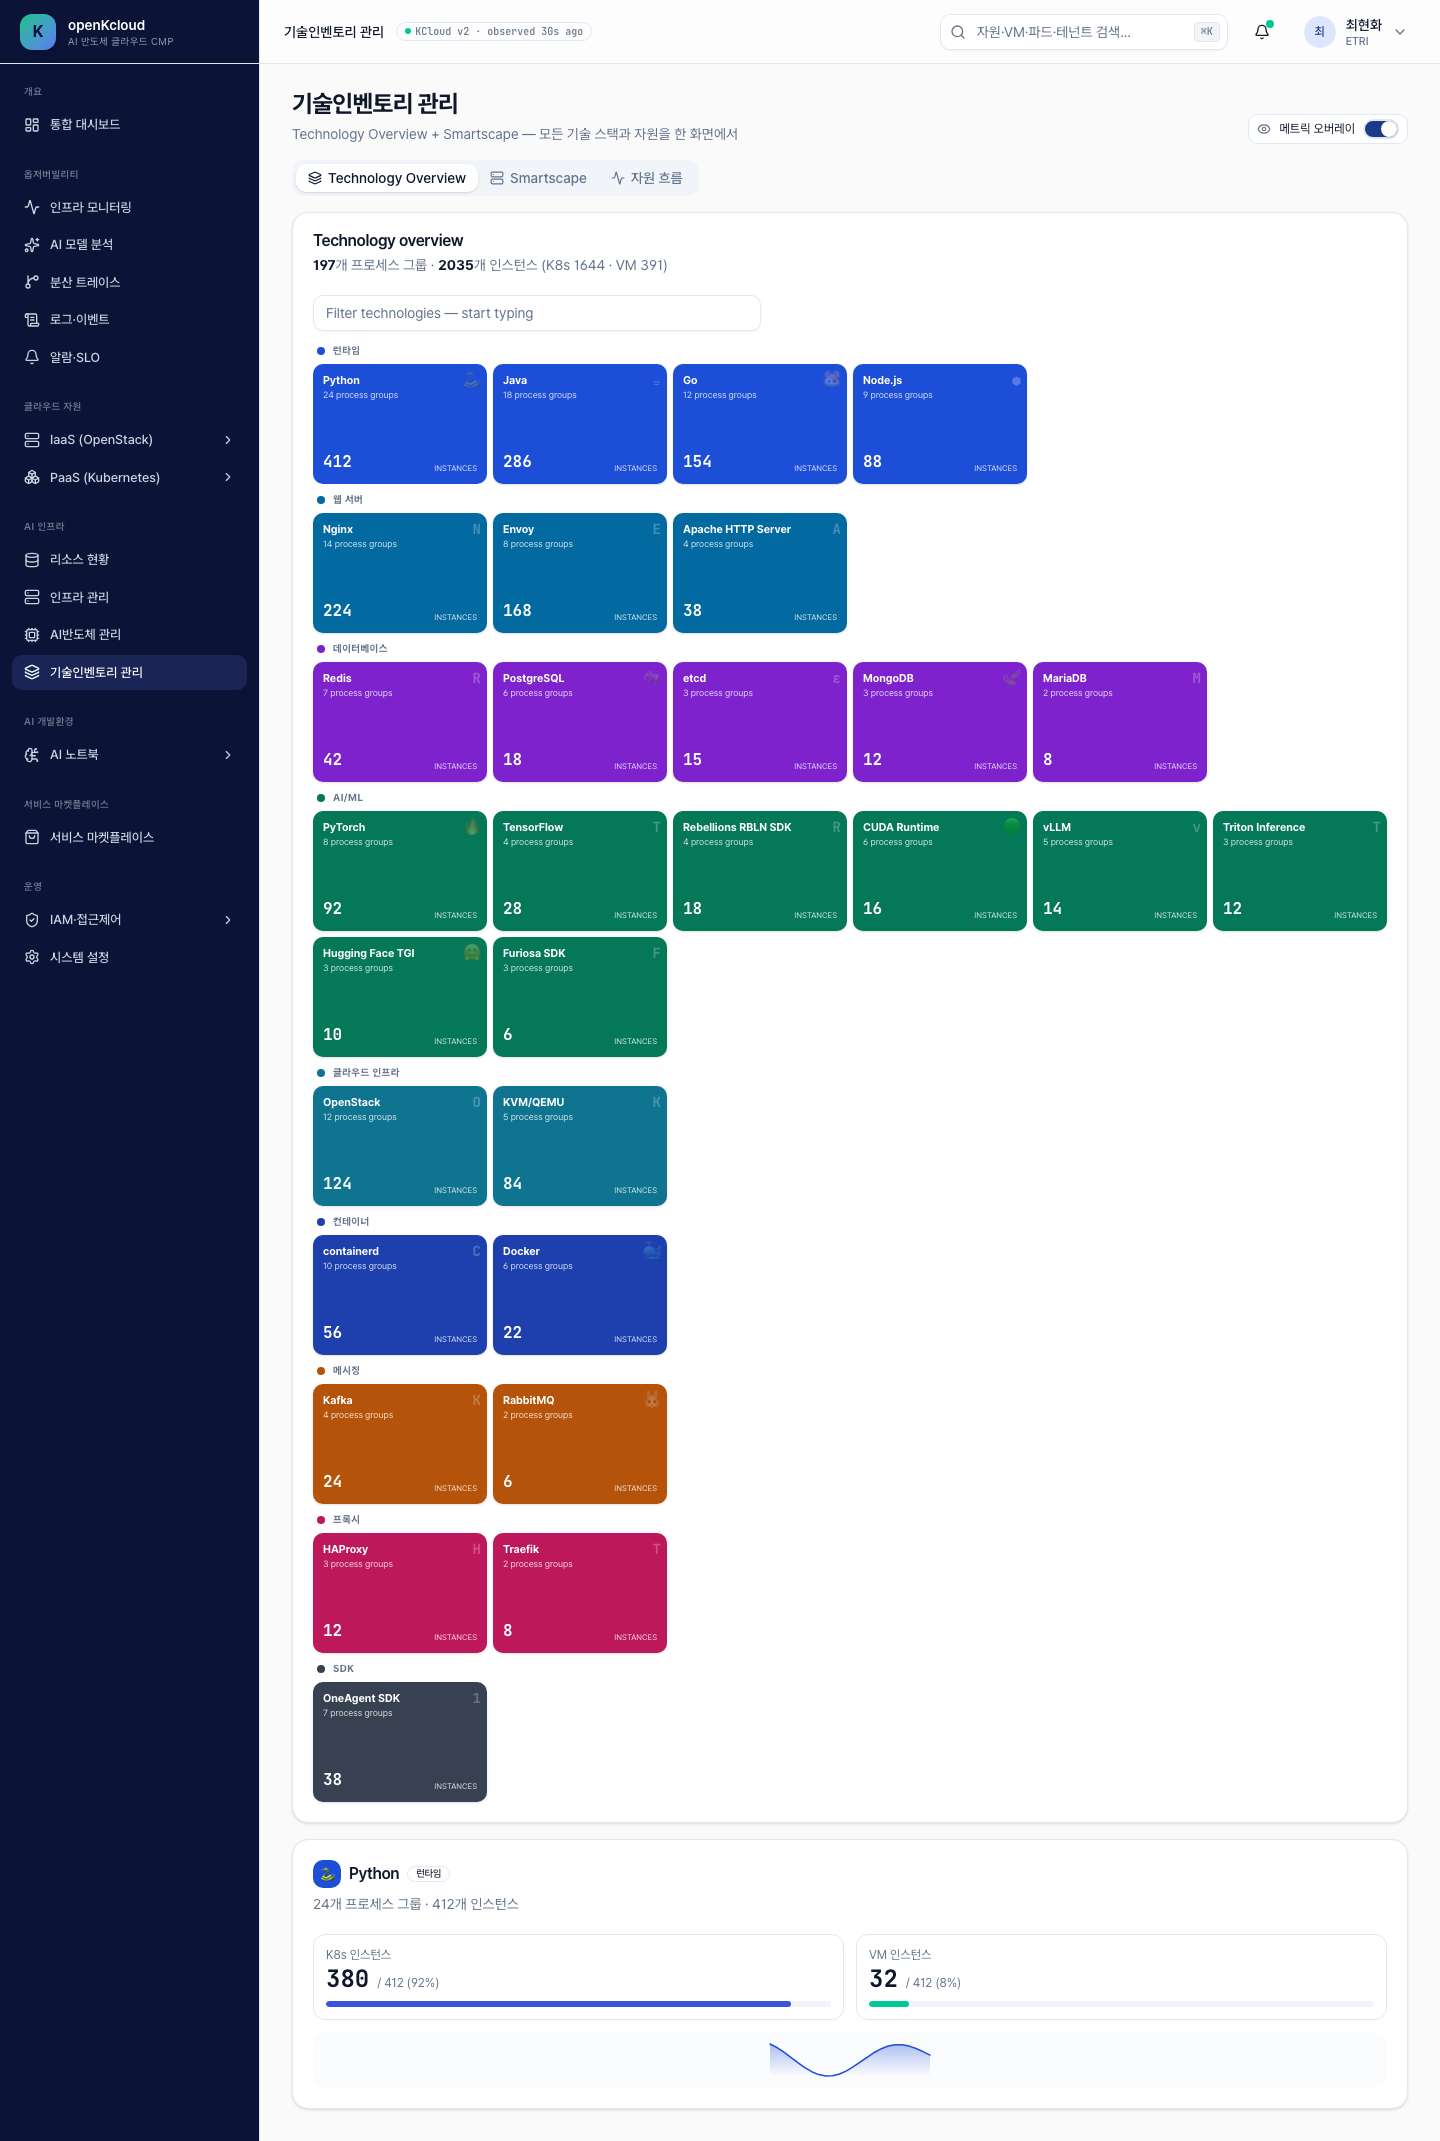 K
openKcloud
AI 반도체 클라우드 CMP
개요
통합 대시보드
옵저버빌리티
인프라 모니터링
AI 모델 분석
분산 트레이스
로그·이벤트
알람·SLO
클라우드 자원
IaaS (OpenStack)
PaaS (Kubernetes)
AI 인프라
리소스 현황
인프라 관리
AI반도체 관리
기술인벤토리 관리
AI 개발환경
AI 노트북
서비스 마켓플레이스
서비스 마켓플레이스
운영
IAM·접근제어
시스템 설정
기술인벤토리 관리
KCloud v2 · observed 30s ago
자원·VM·파드·테넌트 검색...
⌘K
최
최현화
ETRI
기술인벤토리 관리
Technology Overview + Smartscape — 모든 기술 스택과 자원을 한 화면에서
메트릭 오버레이
Technology Overview
Smartscape
자원 흐름
Technology overview
197개 프로세스 그룹 · 2035개 인스턴스 (K8s 1644 · VM 391)
Filter technologies — start typing
런타임
Python
24 process groups
412 INSTANCES
Java
18 process groups
286 INSTANCES
Go
12 process groups
154 INSTANCES
Node.js
9 process groups
88 INSTANCES
웹 서버
Nginx N
14 process groups
224 INSTANCES
Envoy E
8 process groups
168 INSTANCES
Apache HTTP Server A
4 process groups
38 INSTANCES
데이터베이스
Redis R
7 process groups
42 INSTANCES
PostgreSQL
6 process groups
18 INSTANCES
etcd ε
3 process groups
15 INSTANCES
MongoDB
3 process groups
12 INSTANCES
MariaDB M
2 process groups
8 INSTANCES
AI/ML
PyTorch
8 process groups
92 INSTANCES
TensorFlow T
4 process groups
28 INSTANCES
Rebellions RBLN SDK R
4 process groups
18 INSTANCES
CUDA Runtime
6 process groups
16 INSTANCES
vLLM v
5 process groups
14 INSTANCES
Triton Inference T
3 process groups
12 INSTANCES
Hugging Face TGI
3 process groups
10 INSTANCES
Furiosa SDK F
3 process groups
6 INSTANCES
클라우드 인프라
OpenStack O
12 process groups
124 INSTANCES
KVM/QEMU K
5 process groups
84 INSTANCES
컨테이너
containerd C
10 process groups
56 INSTANCES
Docker
6 process groups
22 INSTANCES
메시징
Kafka K
4 process groups
24 INSTANCES
RabbitMQ
2 process groups
6 INSTANCES
프록시
HAProxy H
3 process groups
12 INSTANCES
Traefik T
2 process groups
8 INSTANCES
SDK
OneAgent SDK 1
7 process groups
38 INSTANCES
Python 런타임
24개 프로세스 그룹 · 412개 인스턴스
K8s 인스턴스
380 / 412 (92%)
VM 인스턴스
32 / 412 (8%)